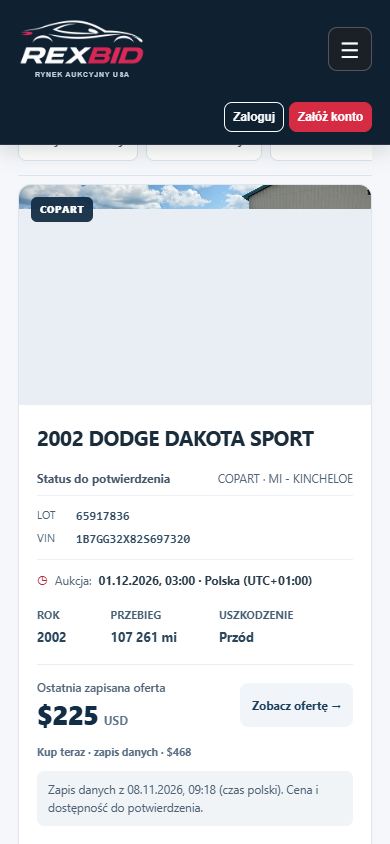 REXBID
RYNEK AUKCYJNY USA
☰
Zaloguj
Załóż konto
COPART
2002 DODGE DAKOTA SPORT
Status do potwierdzenia
COPART · MI - KINCHELOE
LOT 65917836
VIN 1B7GG32X82S697320
Aukcja: 01.12.2026, 03:00 · Polska (UTC+01:00)
ROK PRZEBIEG USZKODZENIE
2002 107 261 mi Przód
Ostatnia zapisana oferta
$225 USD
Zobacz ofertę →
Kup teraz · zapis danych · $468
Zapis danych z 08.11.2026, 09:18 (czas polski). Cena i
dostępność do potwierdzenia.